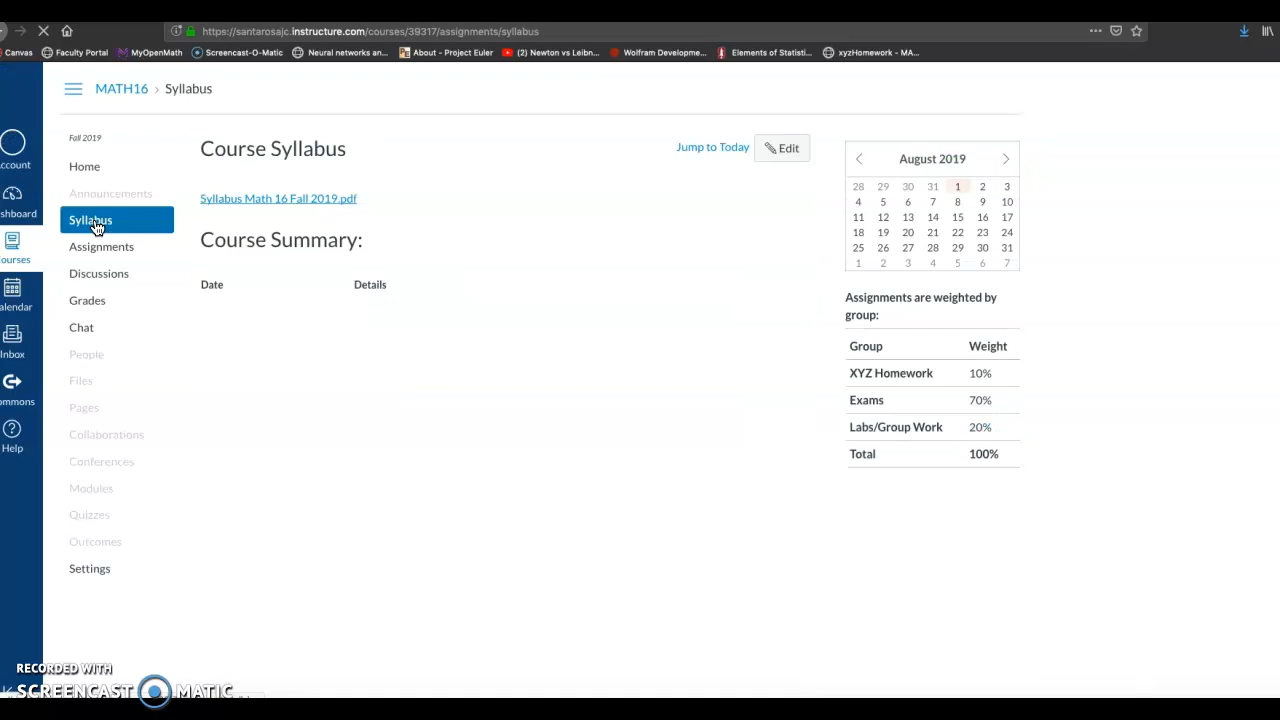 https://santarosajc.instructure.com/courses/39317/assignments/syllabus
Canvas Faculty Portal MyOpenMath Screencast-O-Matic Neural networks an... About - Project Euler (2) Newton vs Leibn... Wolfram Developme... Elements of Statisti... xyzHomework - MA...
MATH16 › Syllabus
Fall 2019
Home
Announcements
Syllabus
Assignments
Discussions
Grades
Chat
People
Files
Pages
Collaborations
Conferences
Modules
Quizzes
Outcomes
Settings
ccount
shboard
ourses
alendar
Inbox
ommons
Help
Course Syllabus
Jump to Today
Edit
Syllabus Math 16 Fall 2019.pdf
Course Summary:
Date Details
August 2019
28 29 30 31 1 2 3
4 5 6 7 8 9 10
11 12 13 14 15 16 17
18 19 20 21 22 23 24
25 26 27 28 29 30 31
1 2 3 4 5 6 7
Assignments are weighted by
group:
Group Weight
XYZ Homework 10%
Exams 70%
Labs/Group Work 20%
Total 100%
RECORDED WITH
SCREENCAST MATIC